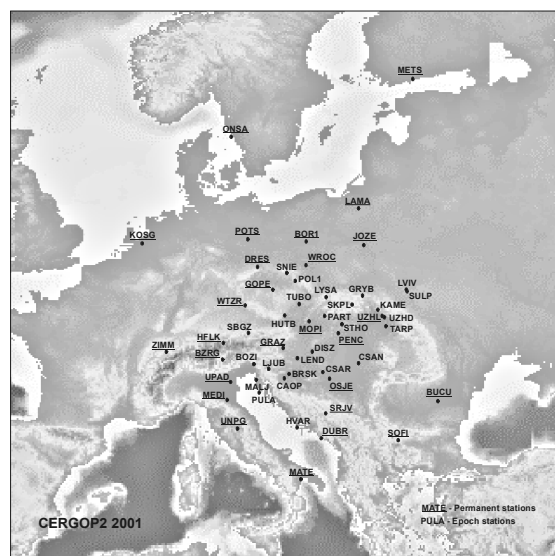 METS
ONSA
LAMA
KOSG
POTS
BOR1
JOZE
DRES
WROC
SNIE
POL1
GOPE
LYSA
GRYB
LVIV
SULP
WTZR
TUBO
SKPL
KAME
HUTB
MOPI
PART
UZHL
UZHD
SBGZ
STHO
TARP
HFLK
GRAZ
PENC
ZIMM
BZRG
DISZ
BOZI
LJUB
LEND
CSAN
UPAD
BRSK
CSAR
MALJ
CAOP
OSJE
MEDI
PULA
BUCU
UNPG
HVAR
SRJV
DUBR
SOFI
MATE
MATE - Permanent stations
PULA - Epoch stations
CERGOP2 2001